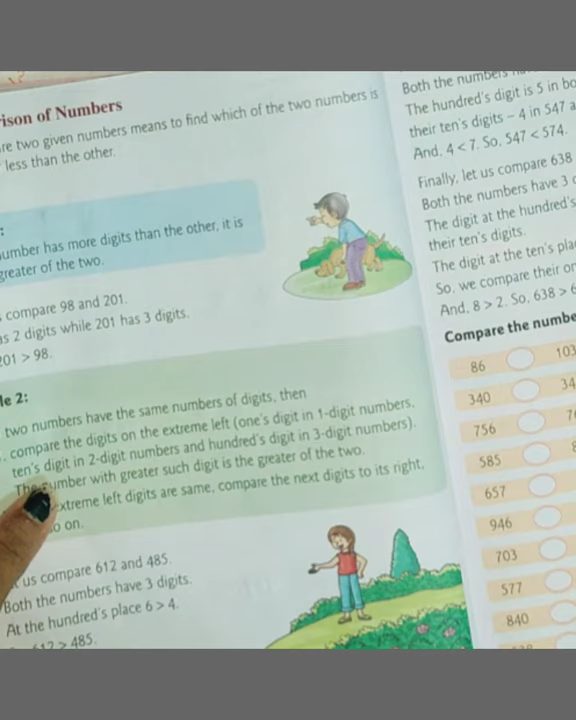 ison of Numbers
re two given numbers means to find which of the two numbers is
less than the other.
:
umber has more digits than the other, it is
greater of the two.
compare 98 and 201.
as 2 digits while 201 has 3 digits.
201 > 98.
le 2:
two numbers have the same numbers of digits, then
compare the digits on the extreme left (one's digit in 1-digit numbers,
ten's digit in 2-digit numbers and hundred's digit in 3-digit numbers).
The number with greater such digit is the greater of the two.
extreme left digits are same, compare the next digits to its right,
o on.
us compare 612 and 485.
Both the numbers have 3 digits.
At the hundred's place 6 > 4.
612 > 485.
Both the numbers
The hundred's digit is 5 in bo
their ten's digits – 4 in 547 a
And, 4 < 7. So, 547 < 574.
Finally, let us compare 638
Both the numbers have 3
The digit at the hundred's
their ten's digits.
The digit at the ten's pla
So, we compare their on
And, 8 > 2. So, 638 > 6
Compare the numbe
86 103
340 34
756 7
585
657
946
703
577
840